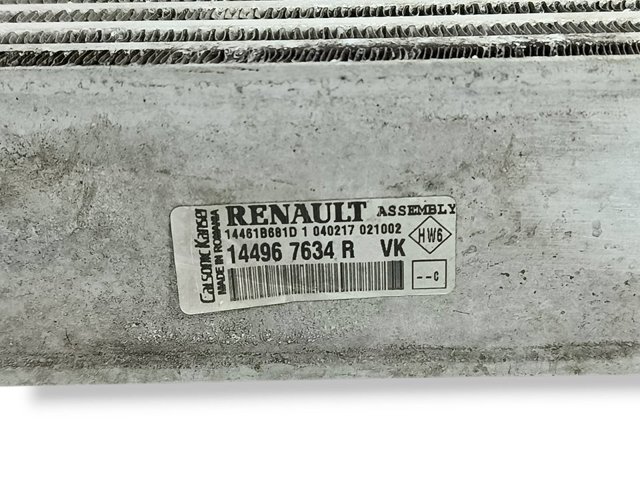 Calsonic Kansei
MADE IN ROMANIA
RENAULT ASSEMBLY
14461B681D 1 040217 021002
14496 7634 R VK
HW6
--C